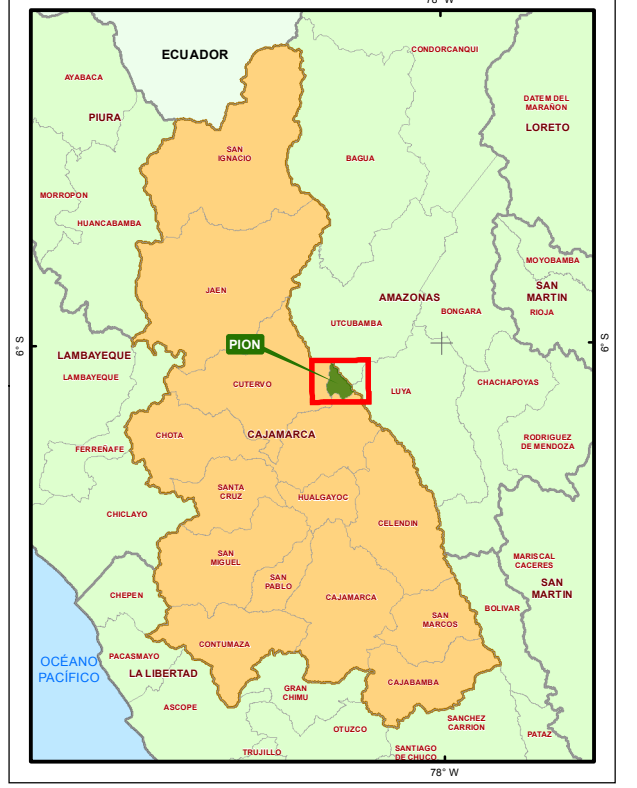 78° W
ECUADOR
CONDORCANQUI
AYABACA
DATEM DEL
MARAÑON
PIURA
LORETO
SAN
IGNACIO
BAGUA
MORROPON
HUANCABAMBA
MOYOBAMBA
SAN
MARTIN
JAEN
AMAZONAS
BONGARA
RIOJA
UTCUBAMBA
6° S
PION
6° S
LAMBAYEQUE
LAMBAYEQUE
CUTERVO
LUYA
CHACHAPOYAS
CHOTA
CAJAMARCA
RODRIGUEZ
DE MENDOZA
FERREÑAFE
SANTA
CRUZ
HUALGAYOC
CHICLAYO
CELENDIN
SAN
MIGUEL
MARISCAL
CACERES
SAN
MARTIN
SAN
PABLO
CHEPEN
CAJAMARCA
BOLIVAR
SAN
MARCOS
CONTUMAZA
PACASMAYO
OCÉANO
PACÍFICO
LA LIBERTAD
GRAN
CHIMU
CAJABAMBA
ASCOPE
SANCHEZ
CARRION
OTUZCO
PATAZ
TRUJILLO
SANTIAGO
DE CHUCO
78° W